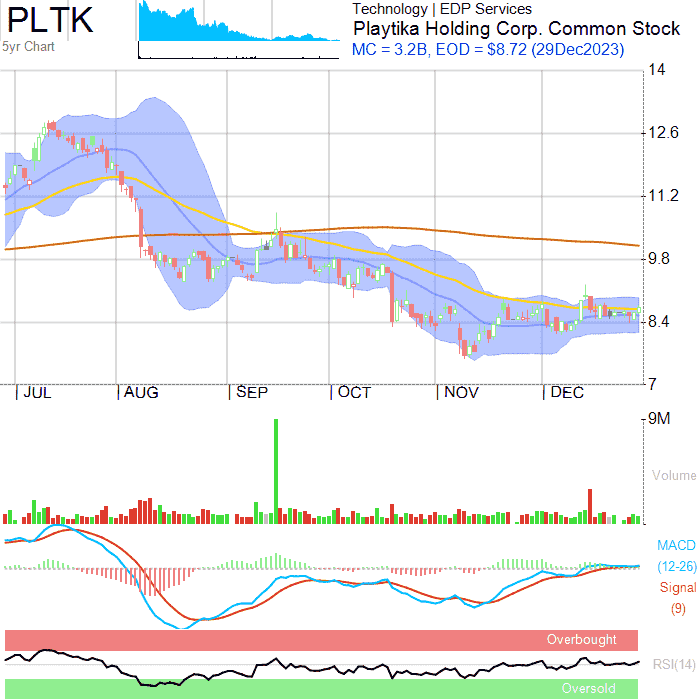 PLTK
5yr Chart
Technology | EDP Services
Playtika Holding Corp. Common Stock
MC = 3.2B, EOD = $8.72 (29Dec2023)
14
12.6
11.2
9.8
8.4
7
|JUL |AUG |SEP |OCT |NOV |DEC
9M
Volume
MACD
(12-26)
Signal
(9)
Overbought
RSI(14)
Oversold